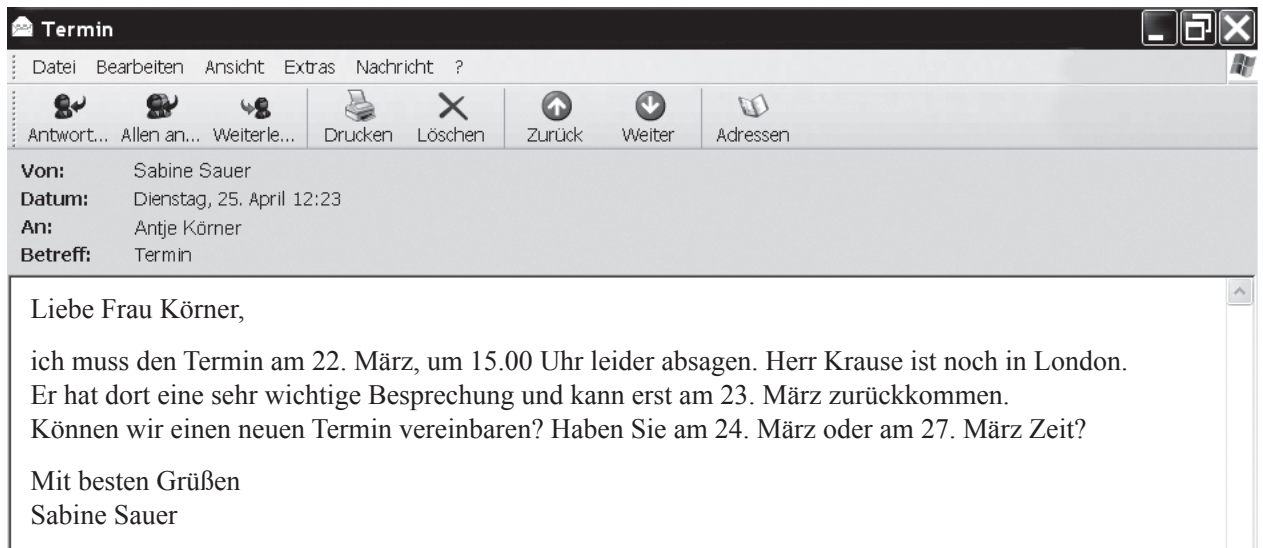 Termin
Datei Bearbeiten Ansicht Extras Nachricht ?
Antwort... Allen an... Weiterle... Drucken Löschen Zurück Weiter Adressen
Von: Sabine Sauer
Datum: Dienstag, 25. April 12:23
An: Antje Körner
Betreff: Termin
Liebe Frau Körner,
ich muss den Termin am 22. März, um 15.00 Uhr leider absagen. Herr Krause ist noch in London.
Er hat dort eine sehr wichtige Besprechung und kann erst am 23. März zurückkommen.
Können wir einen neuen Termin vereinbaren? Haben Sie am 24. März oder am 27. März Zeit?
Mit besten Grüßen
Sabine Sauer